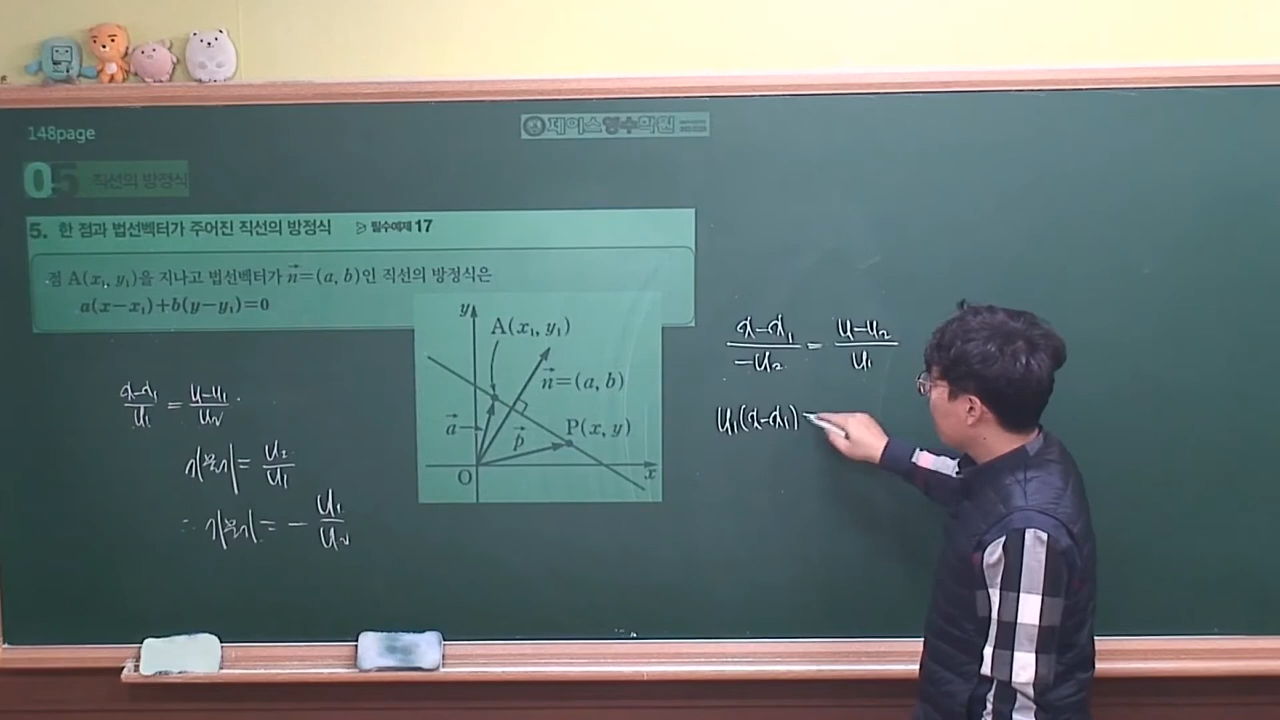 148page
제이스영수학원
05 직선의 방정식
5. 한 점과 법선벡터가 주어진 직선의 방정식 ▷ 필수예제 17
점 A(x₁, y₁)을 지나고 법선벡터가 n⃗=(a, b)인 직선의 방정식은
a(x−x₁)+b(y−y₁)=0
y
A(x₁, y₁)
n⃗=(a, b)
a⃗
p⃗
P(x, y)
O
x
(x−x₁)/u₁ = (y−y₁)/u₂
기울기 = u₂/u₁
∴ 기울기 = − u₁/u₂
(x−x₁)/(−u₂) = (y−y₂)/u₁
u₁(x−x₁)